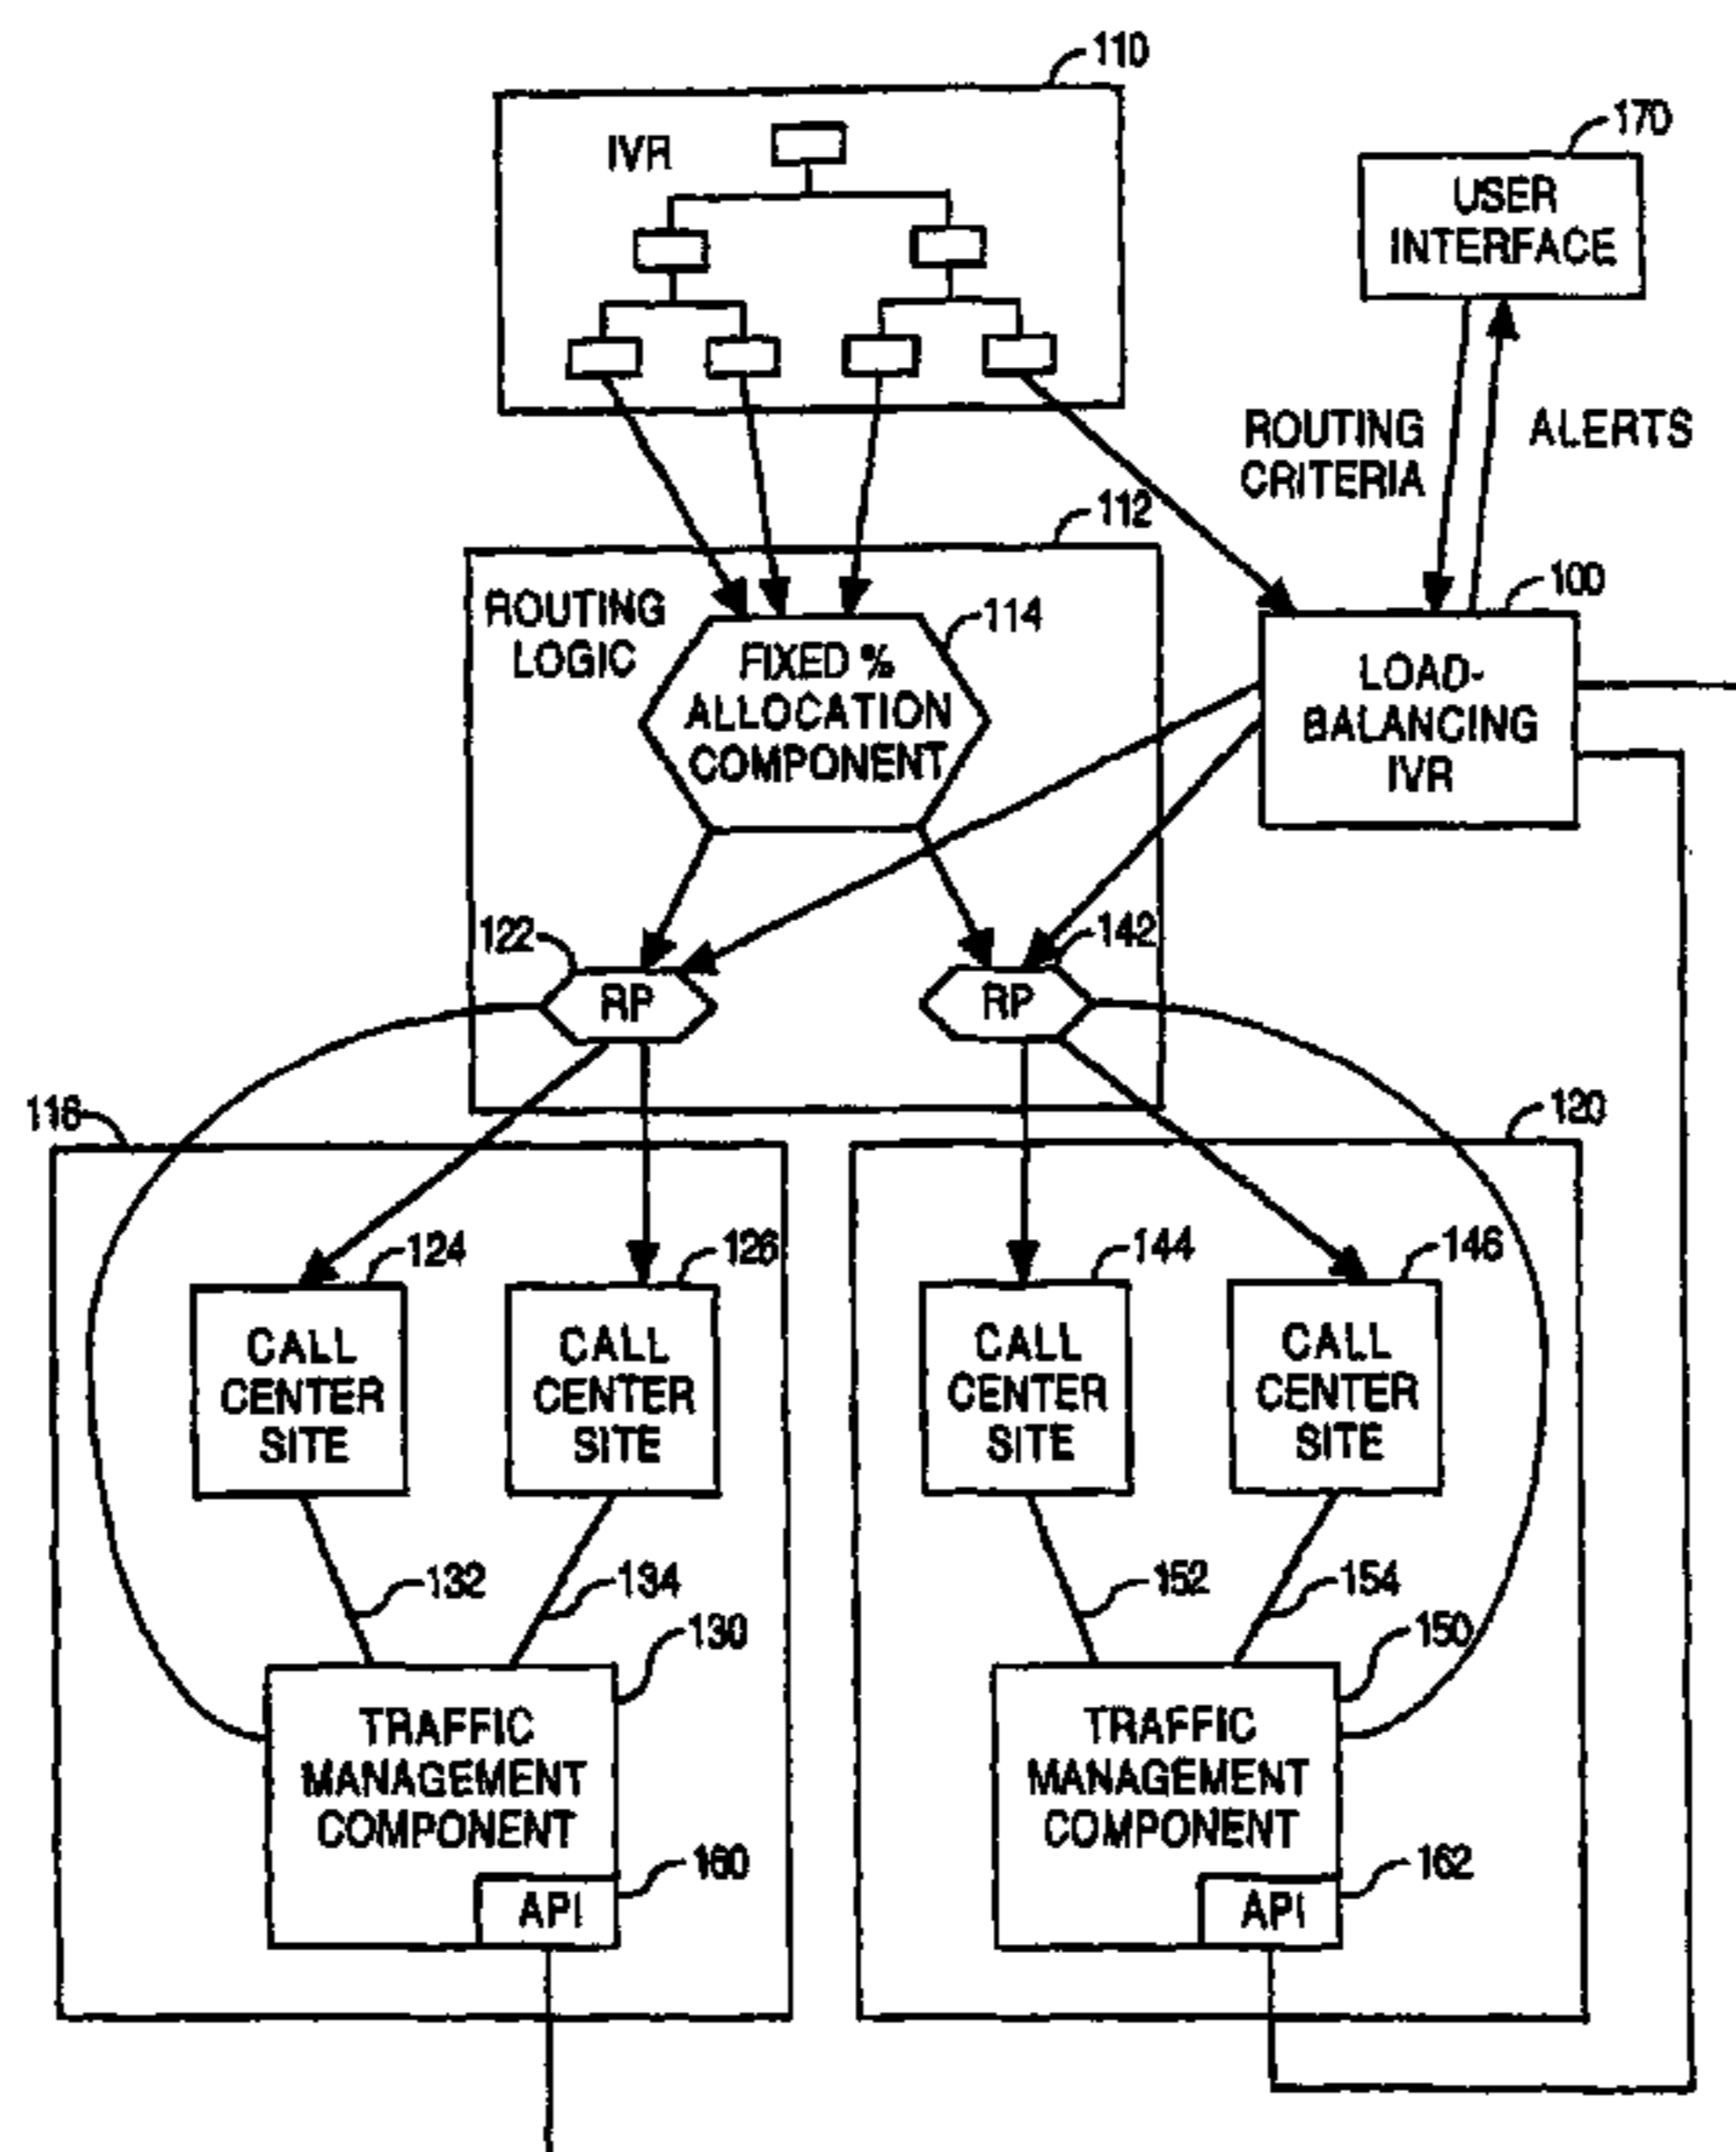 110
IVR
170
USER
INTERFACE
ROUTING
CRITERIA
ALERTS
112
100
ROUTING
LOGIC
114
FIXED %
ALLOCATION
COMPONENT
LOAD-
BALANCING
IVR
122
RP
142
RP
118
120
124
CALL
CENTER
SITE
126
CALL
CENTER
SITE
144
CALL
CENTER
SITE
146
CALL
CENTER
SITE
132
134
152
154
130
TRAFFIC
MANAGEMENT
COMPONENT
160
API
150
TRAFFIC
MANAGEMENT
COMPONENT
162
API